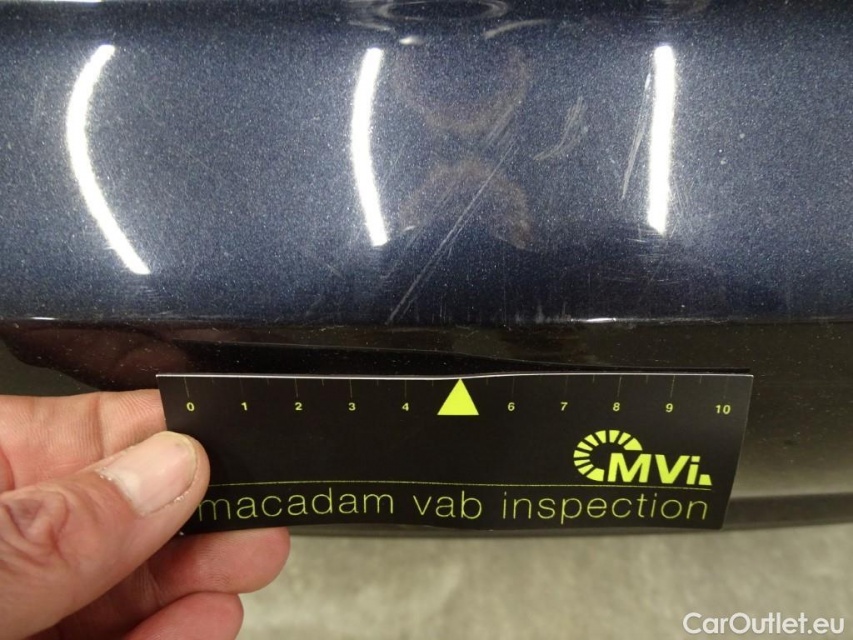 0 1 2 3 4 6 7 8 9 10
MVi.
macadam vab inspection
CarOutlet.eu